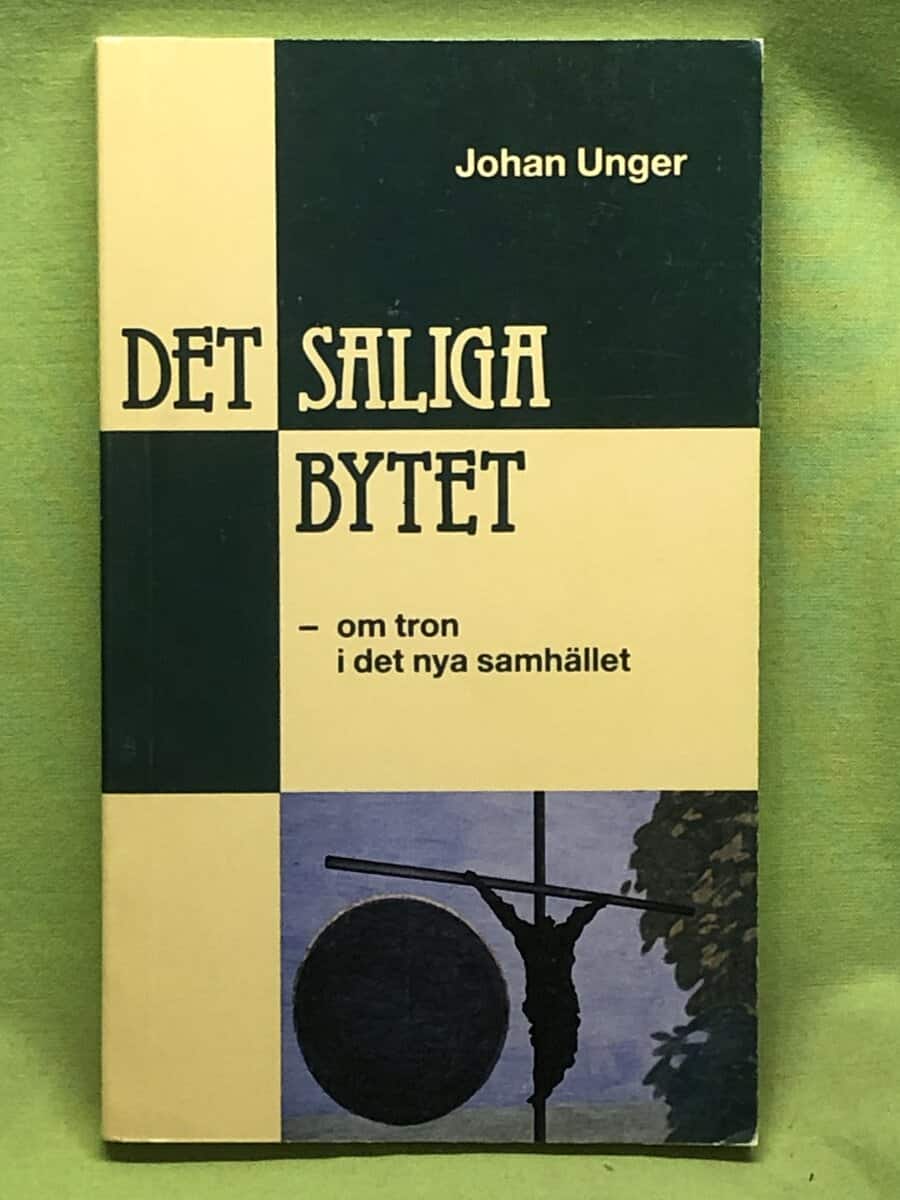 Johan Unger
DET SALIGA
BYTET
– om tron
i det nya samhället